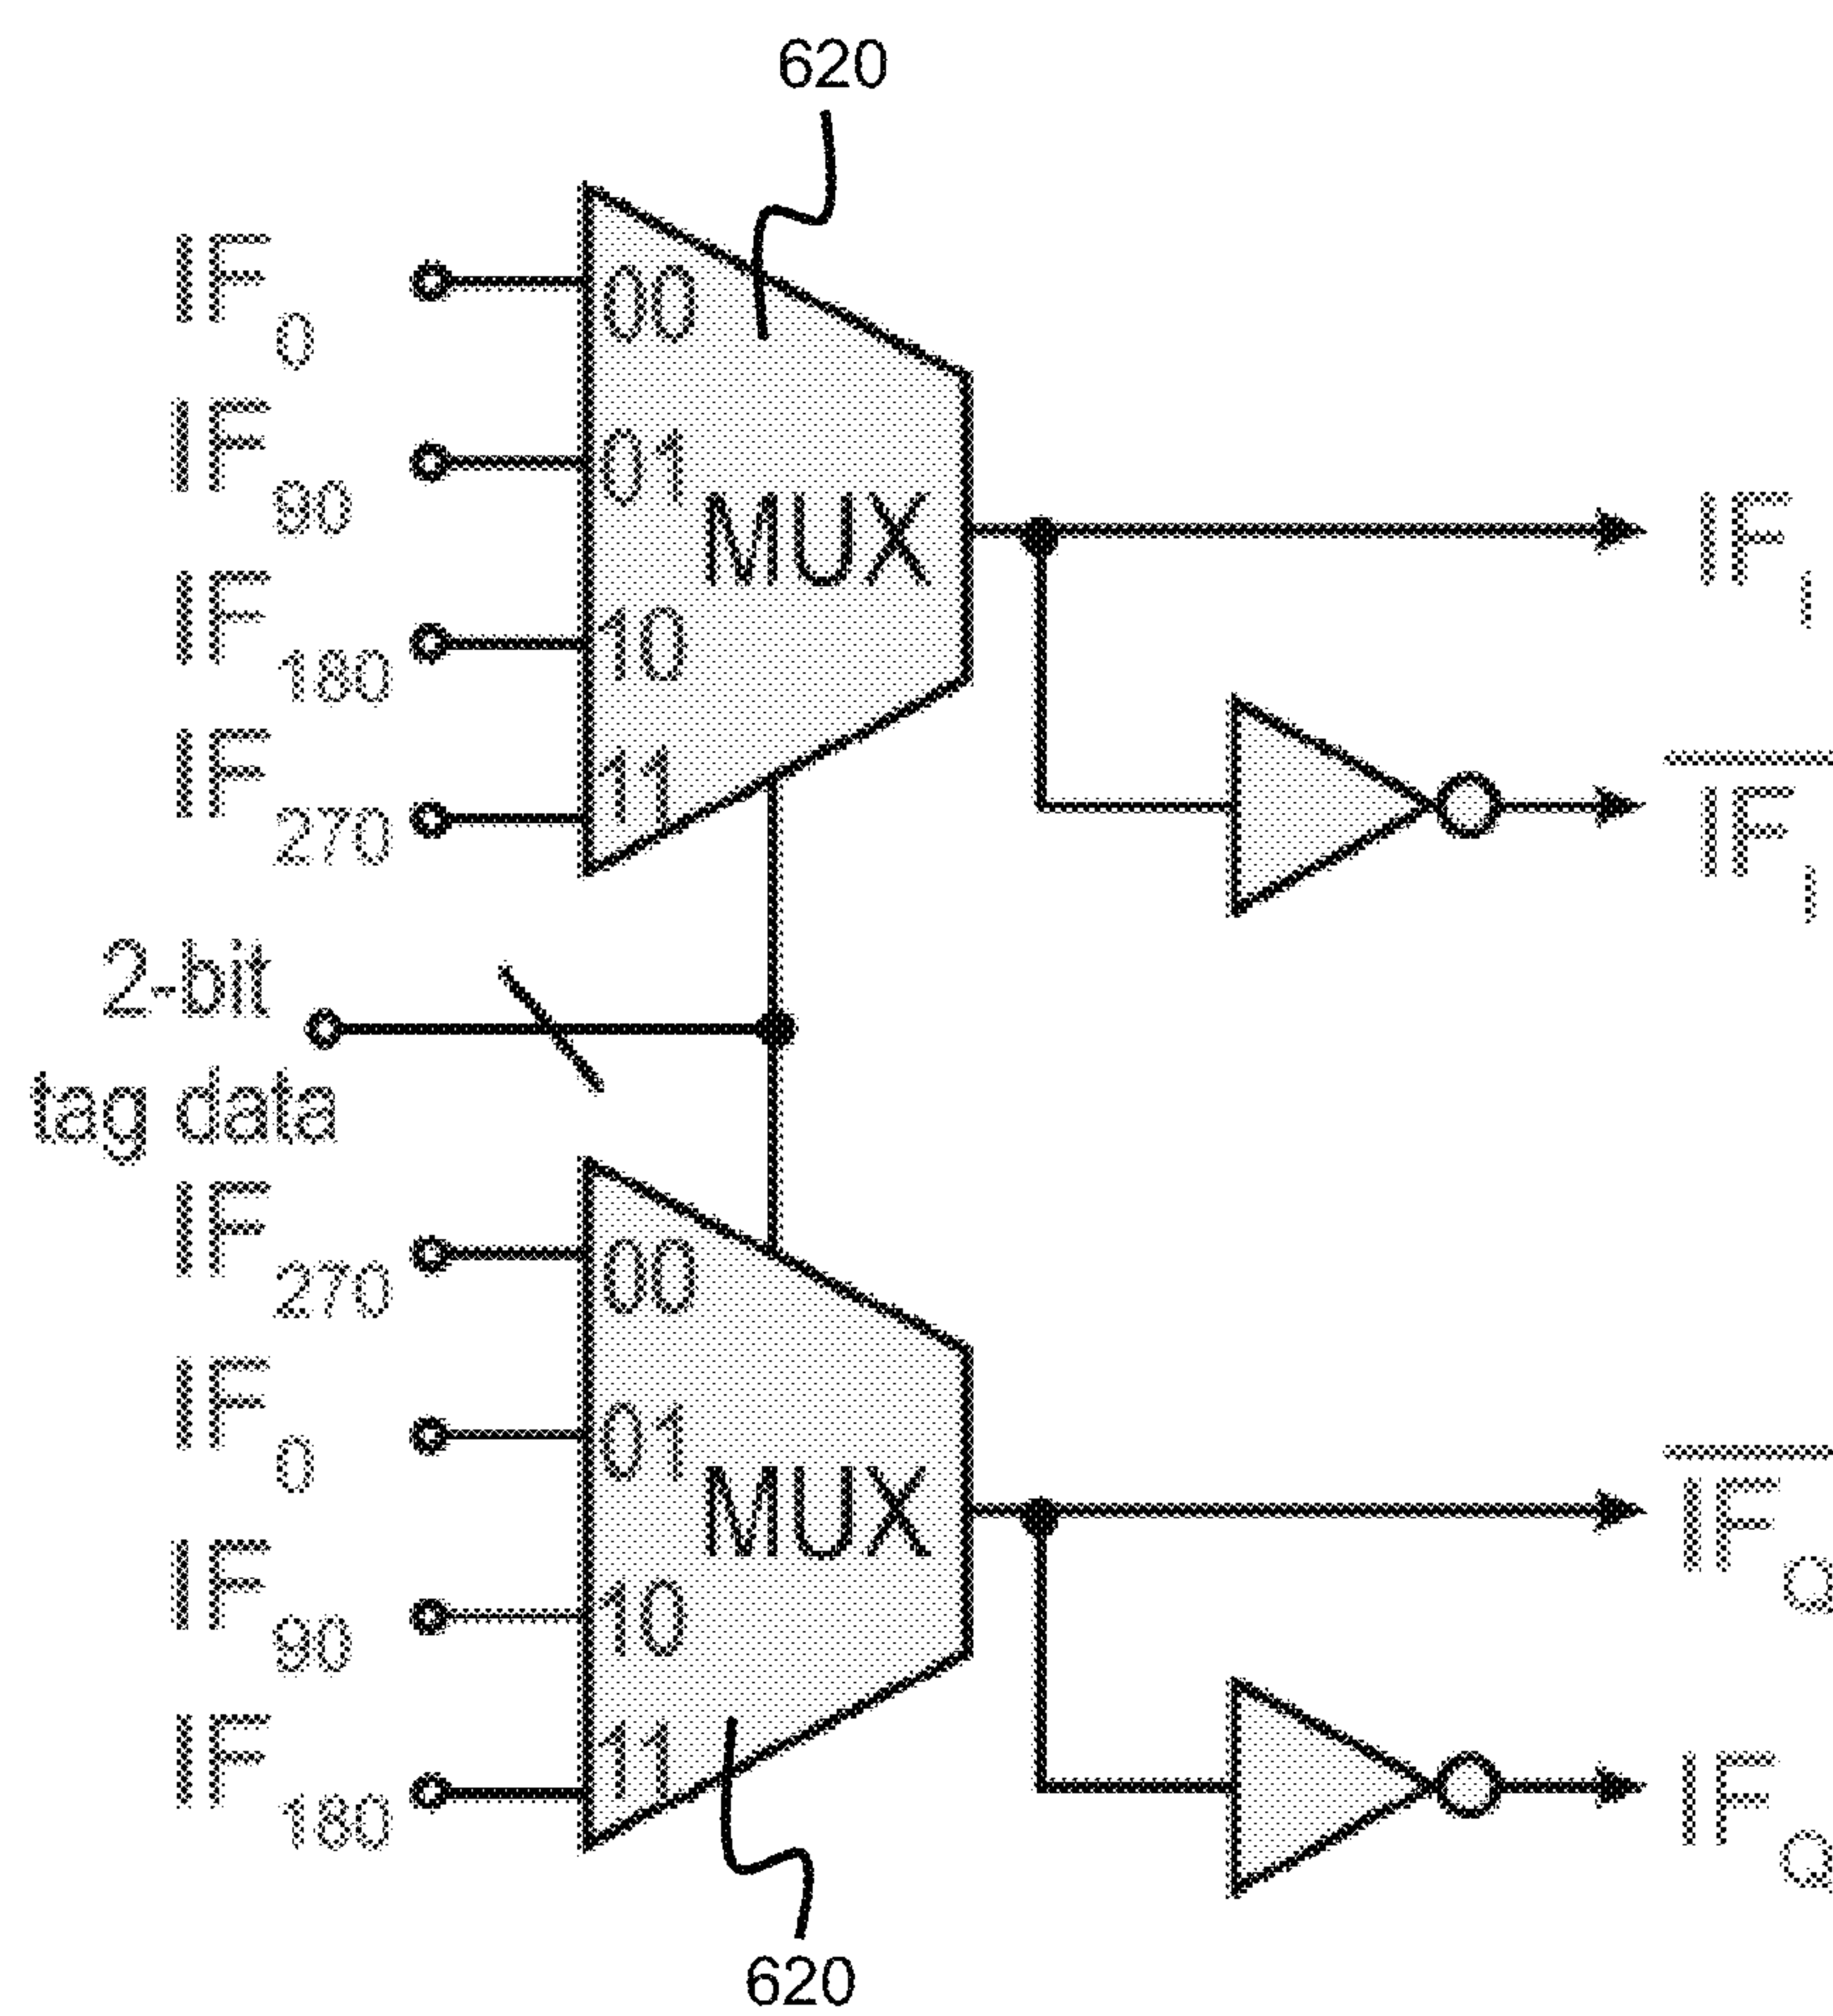 620
IF0
00
IF90
01
MUX
IFI
IF180
10
IF270
11
IFI
2-bit
tag data
IF270
00
IF0
01
MUX
IFQ
IF90
10
IF180
11
IFQ
620